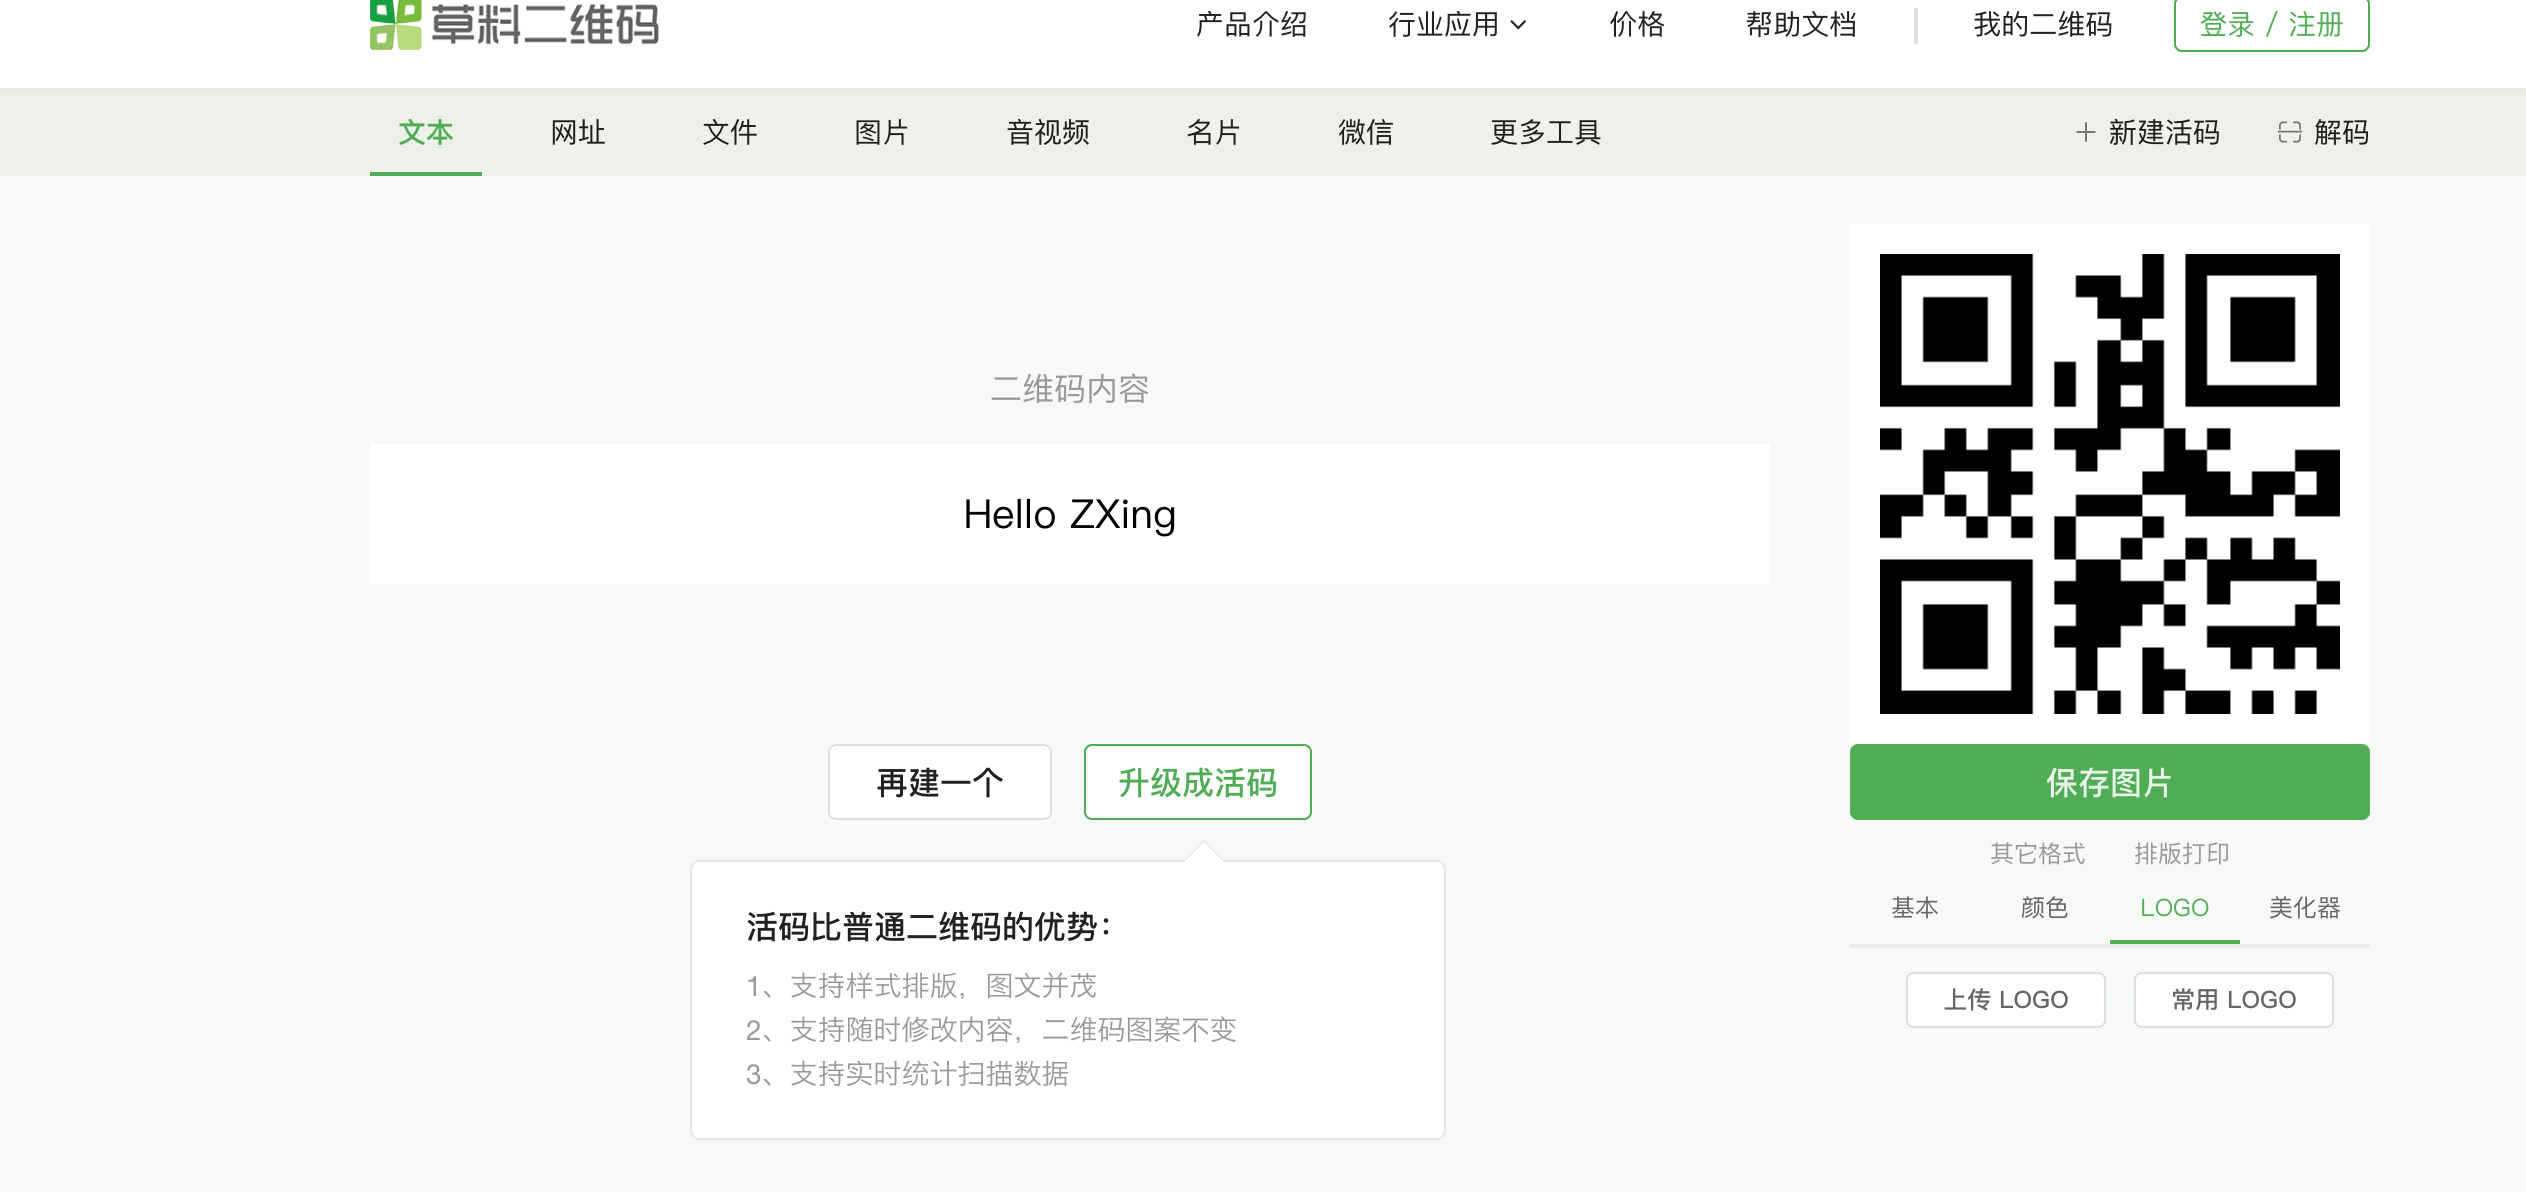 草料二维码
产品介绍 行业应用 价格 帮助文档 我的二维码 登录 / 注册
文本 网址 文件 图片 音视频 名片 微信 更多工具 新建活码 解码
二维码内容
Hello ZXing
再建一个 升级成活码
活码比普通二维码的优势：
1、支持样式排版，图文并茂
2、支持随时修改内容，二维码图案不变
3、支持实时统计扫描数据
保存图片
其它格式 排版打印
基本 颜色 LOGO 美化器
上传 LOGO 常用 LOGO